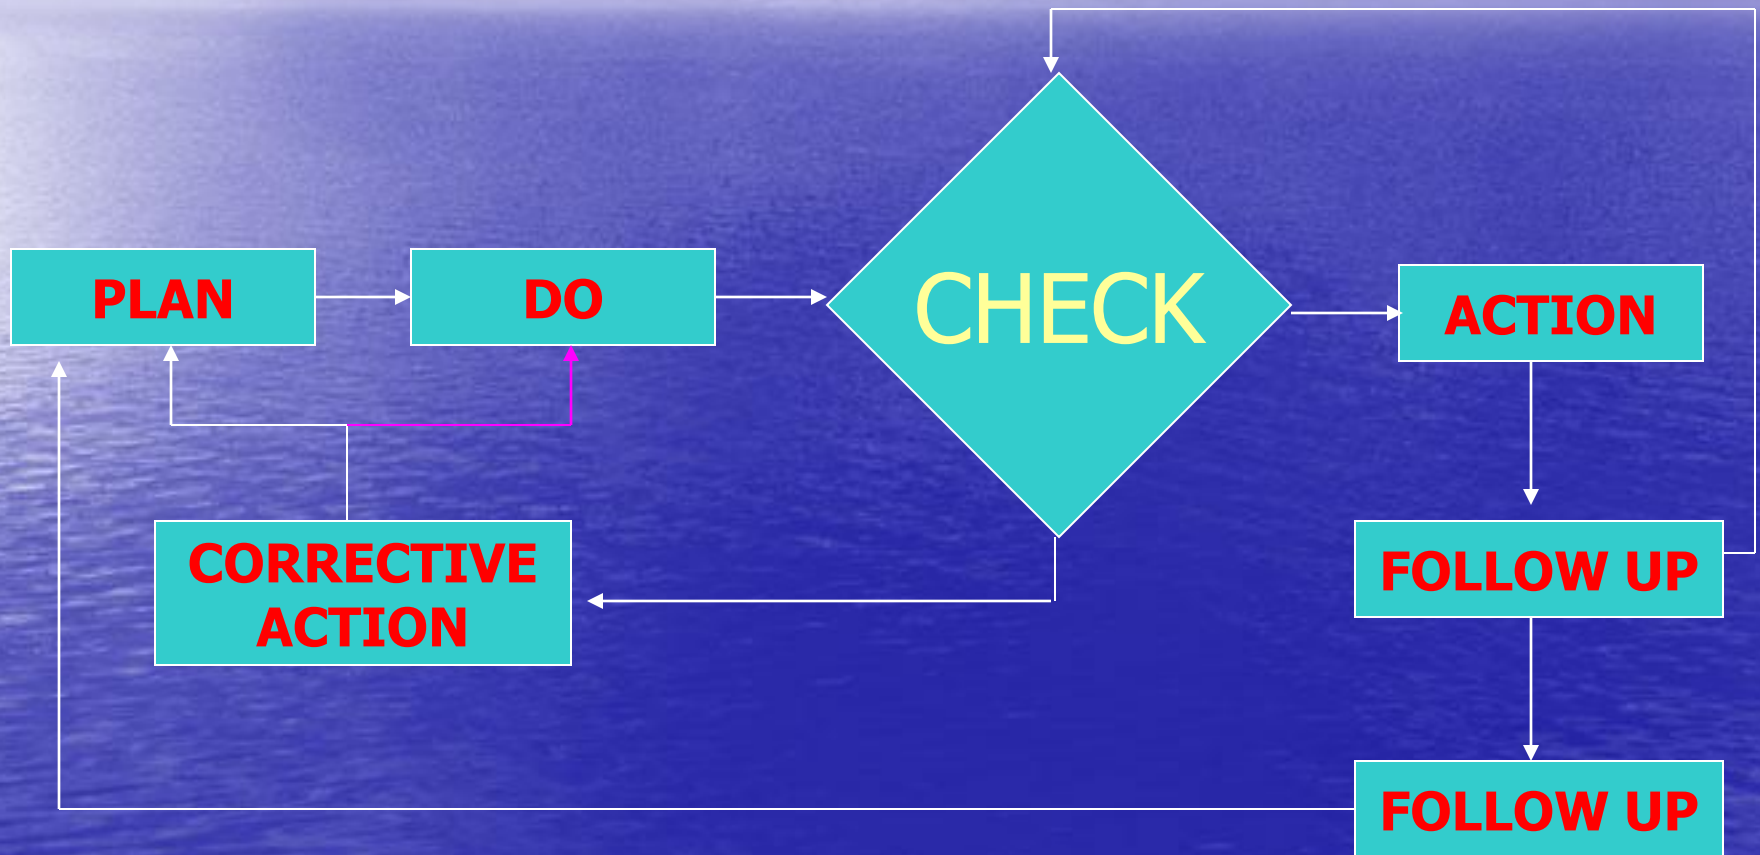 PLAN
DO
CHECK
ACTION
CORRECTIVE
ACTION
FOLLOW UP
FOLLOW UP